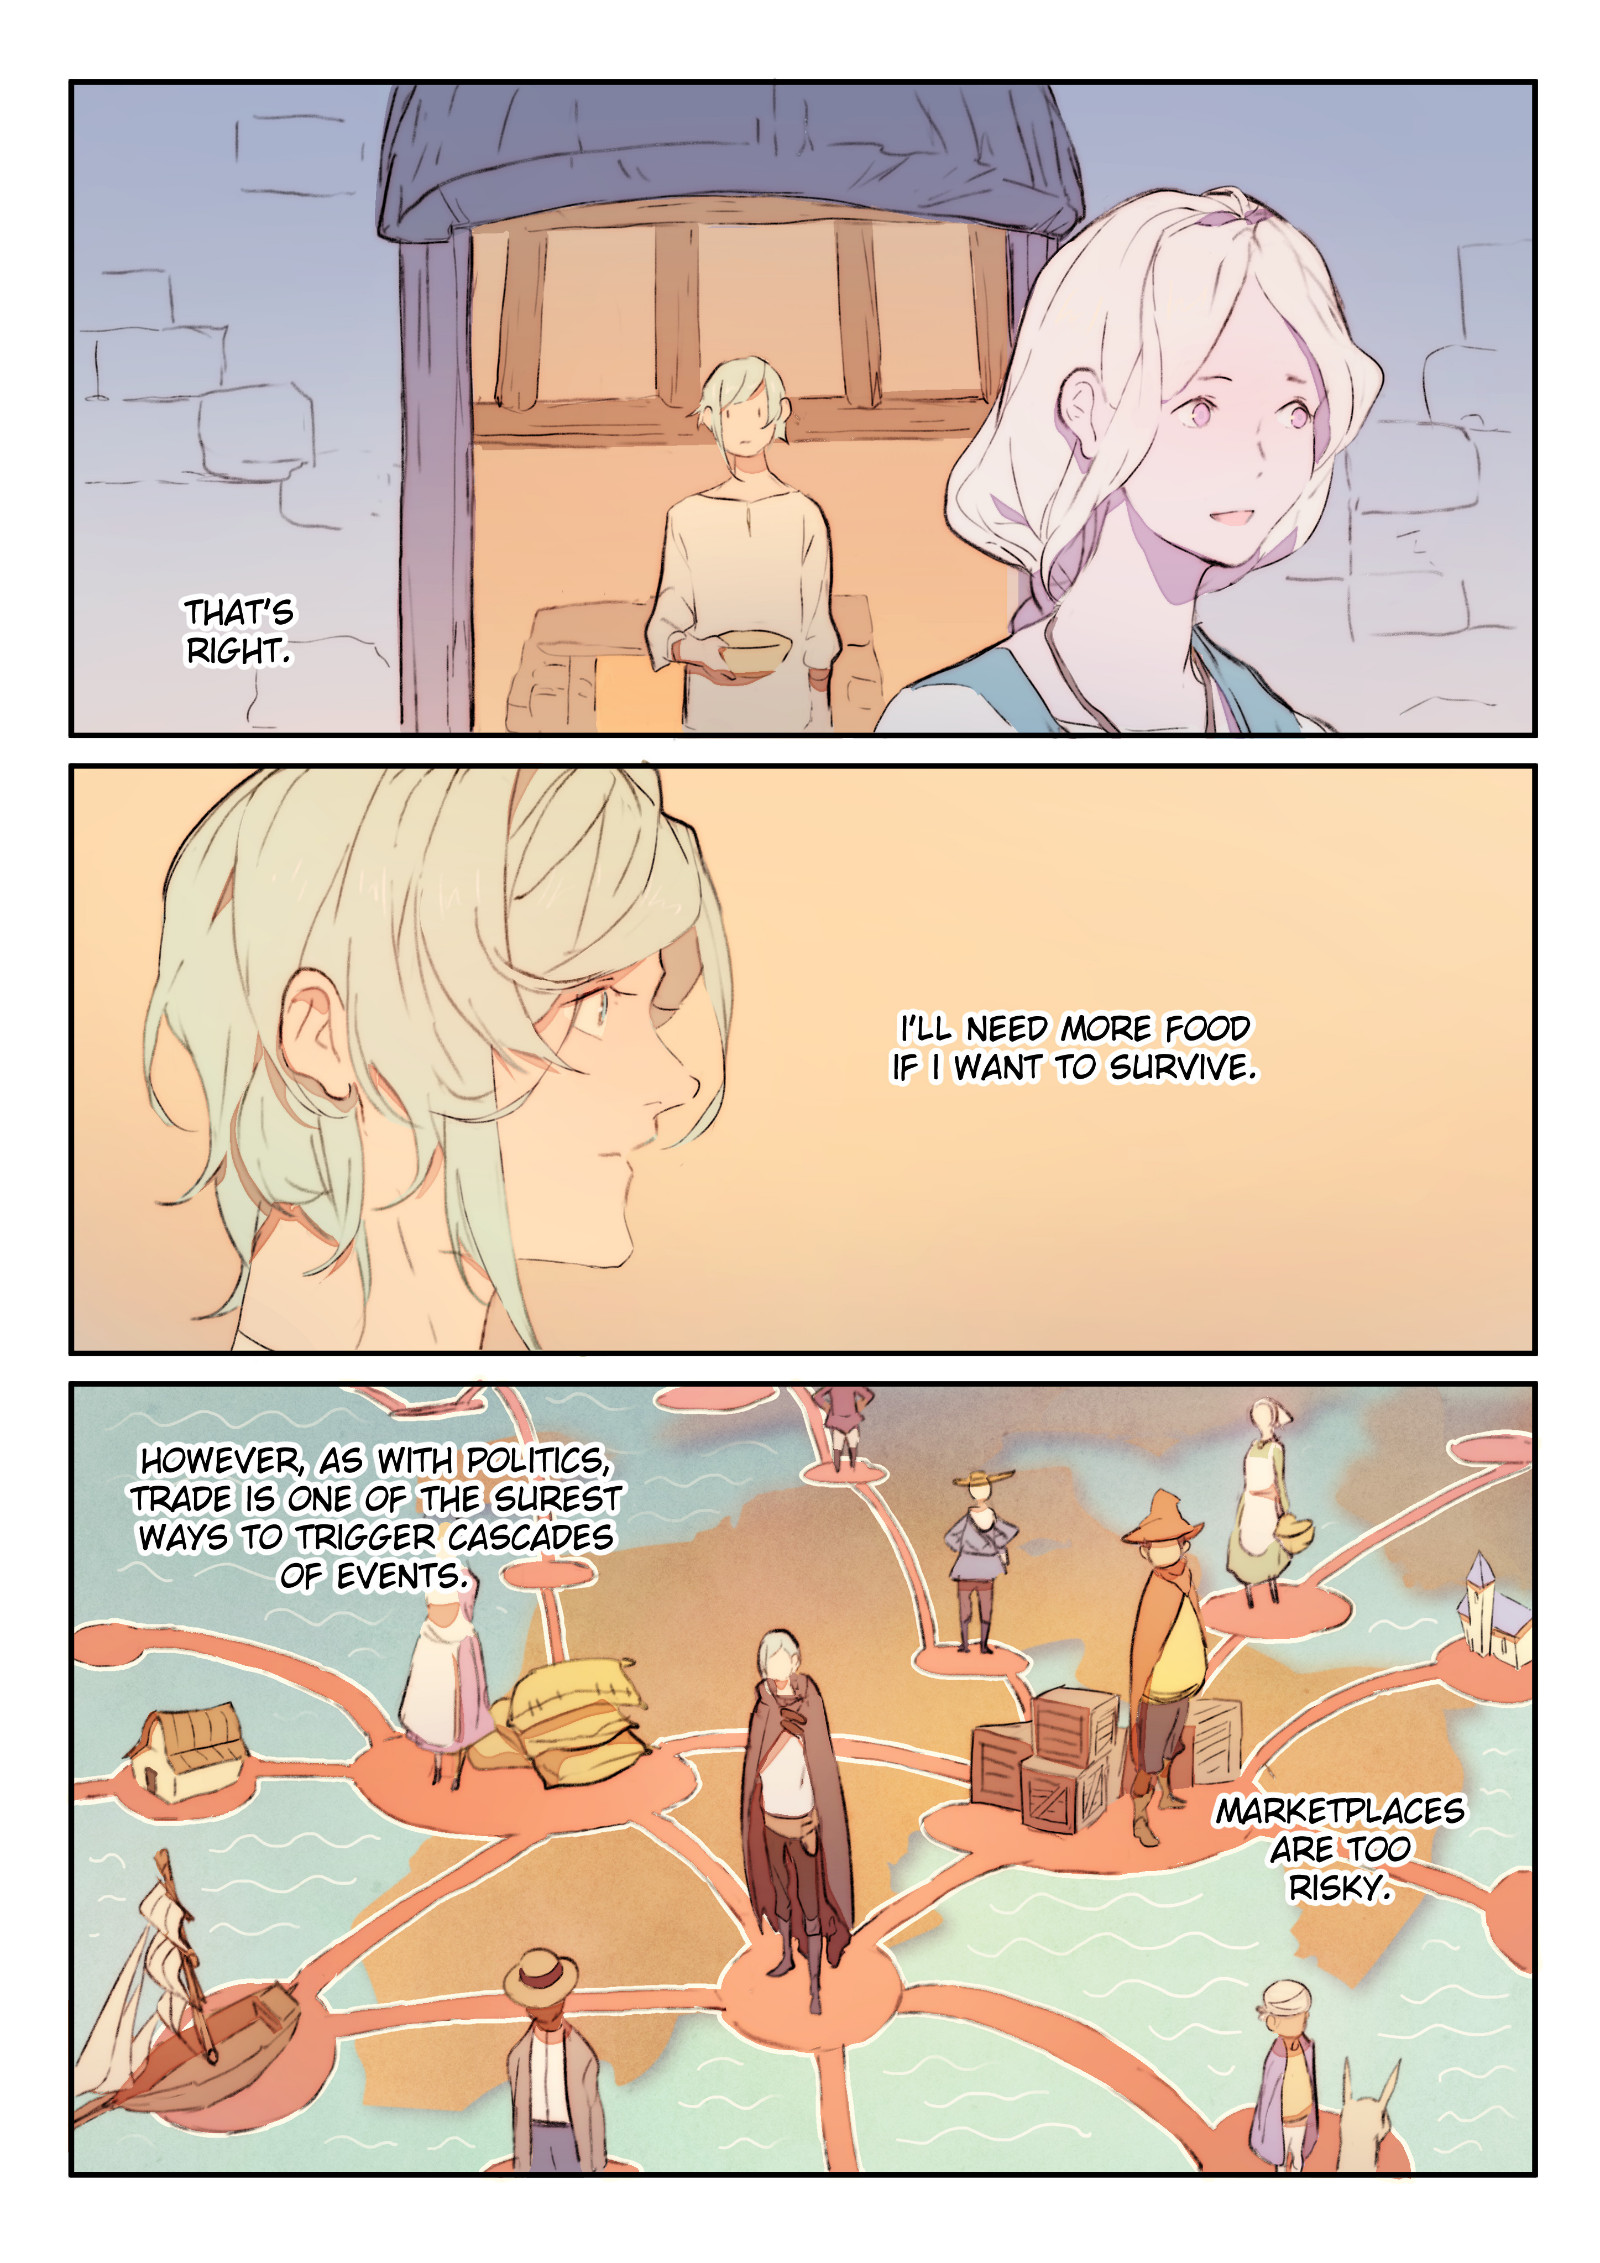 THAT'S
RIGHT.
I'LL NEED MORE FOOD
IF I WANT TO SURVIVE.
HOWEVER, AS WITH POLITICS,
TRADE IS ONE OF THE SUREST
WAYS TO TRIGGER CASCADES
OF EVENTS.
MARKETPLACES
ARE TOO
RISKY.